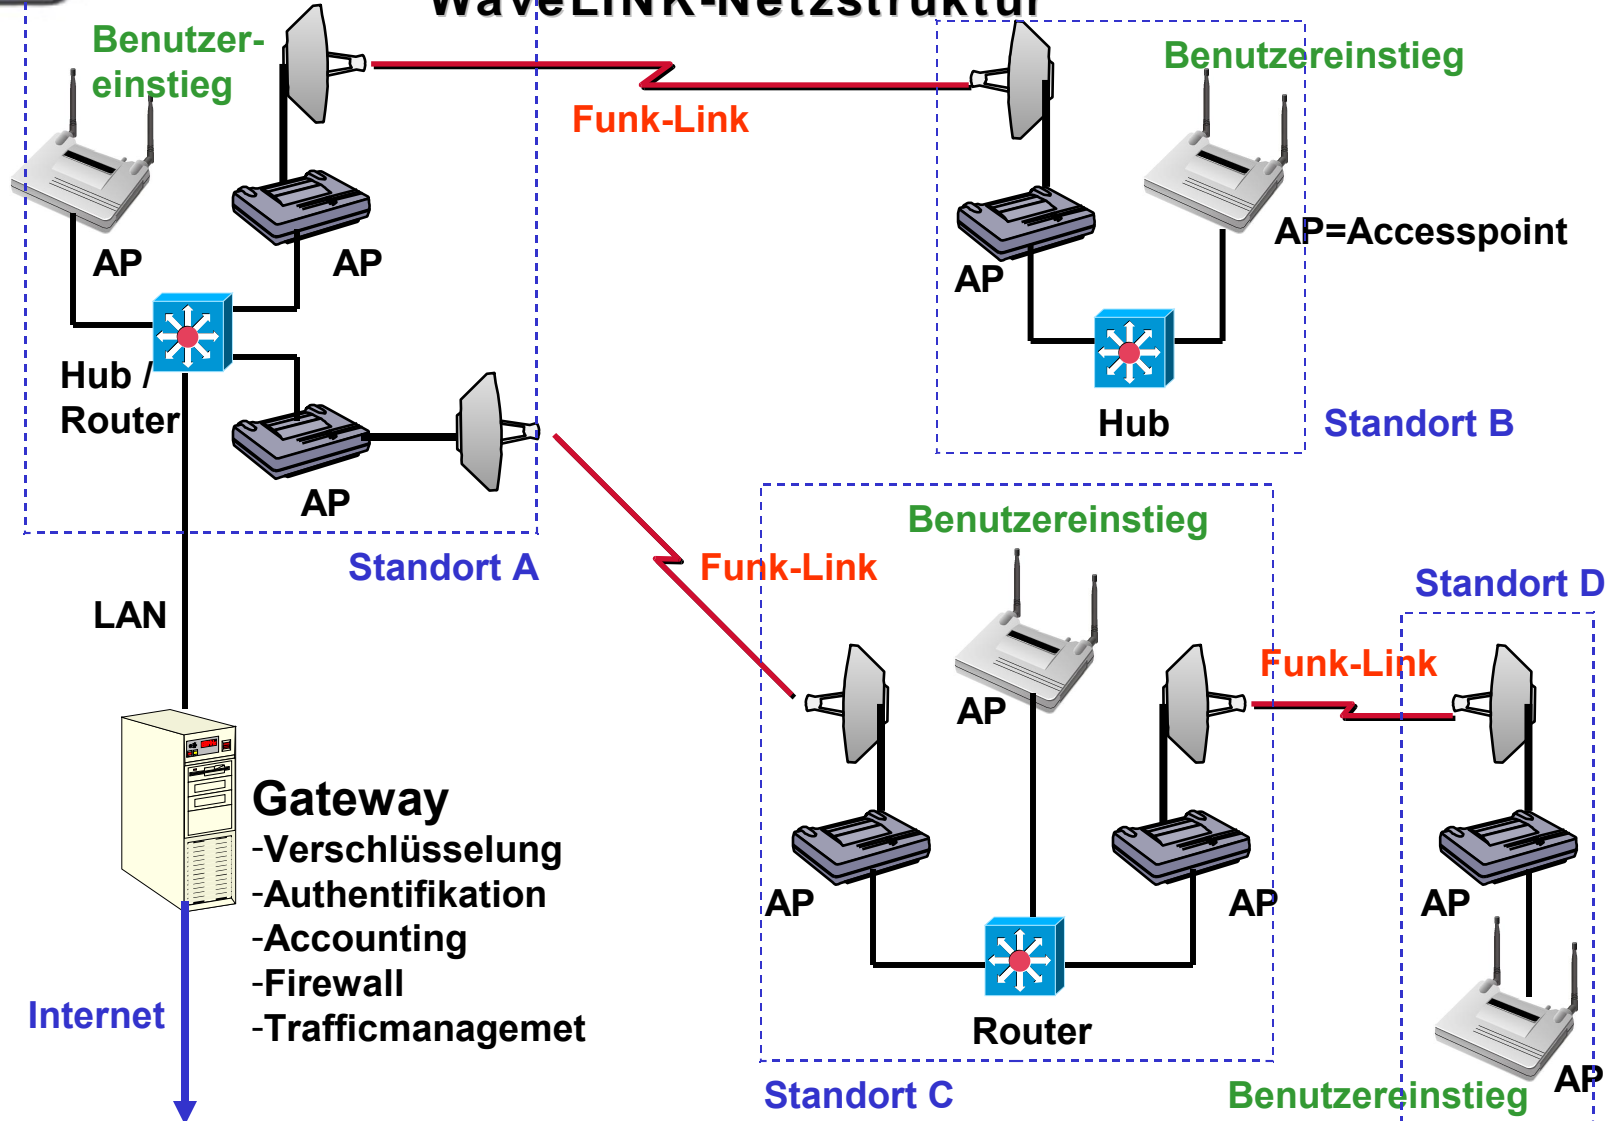 WaveLINK-Netzstruktur
Benutzer-
einstieg
Benutzereinstieg
Funk-Link
AP=Accesspoint
AP
AP
AP
Hub /
Router
Hub
Standort B
AP
Benutzereinstieg
Standort A
Funk-Link
Standort D
LAN
Funk-Link
AP
Gateway
-Verschlüsselung
-Authentifikation
-Accounting
-Firewall
-Trafficmanagemet
AP
AP
AP
Internet
Router
Standort C
Benutzereinstieg
AP